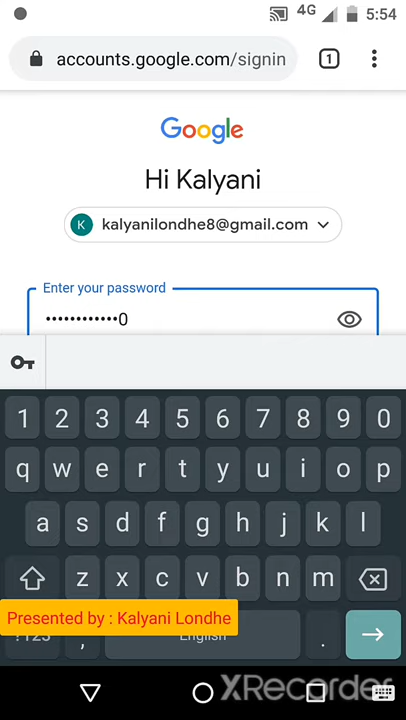 4G 5:54
accounts.google.com/signin 1
Google
Hi Kalyani
K kalyanilondhe8@gmail.com
Enter your password
••••••••••••0
1 2 3 4 5 6 7 8 9 0
q w e r t y u i o p
a s d f g h j k l
z x c v b n m
Presented by : Kalyani Londhe
?123 , English .
XRecorder